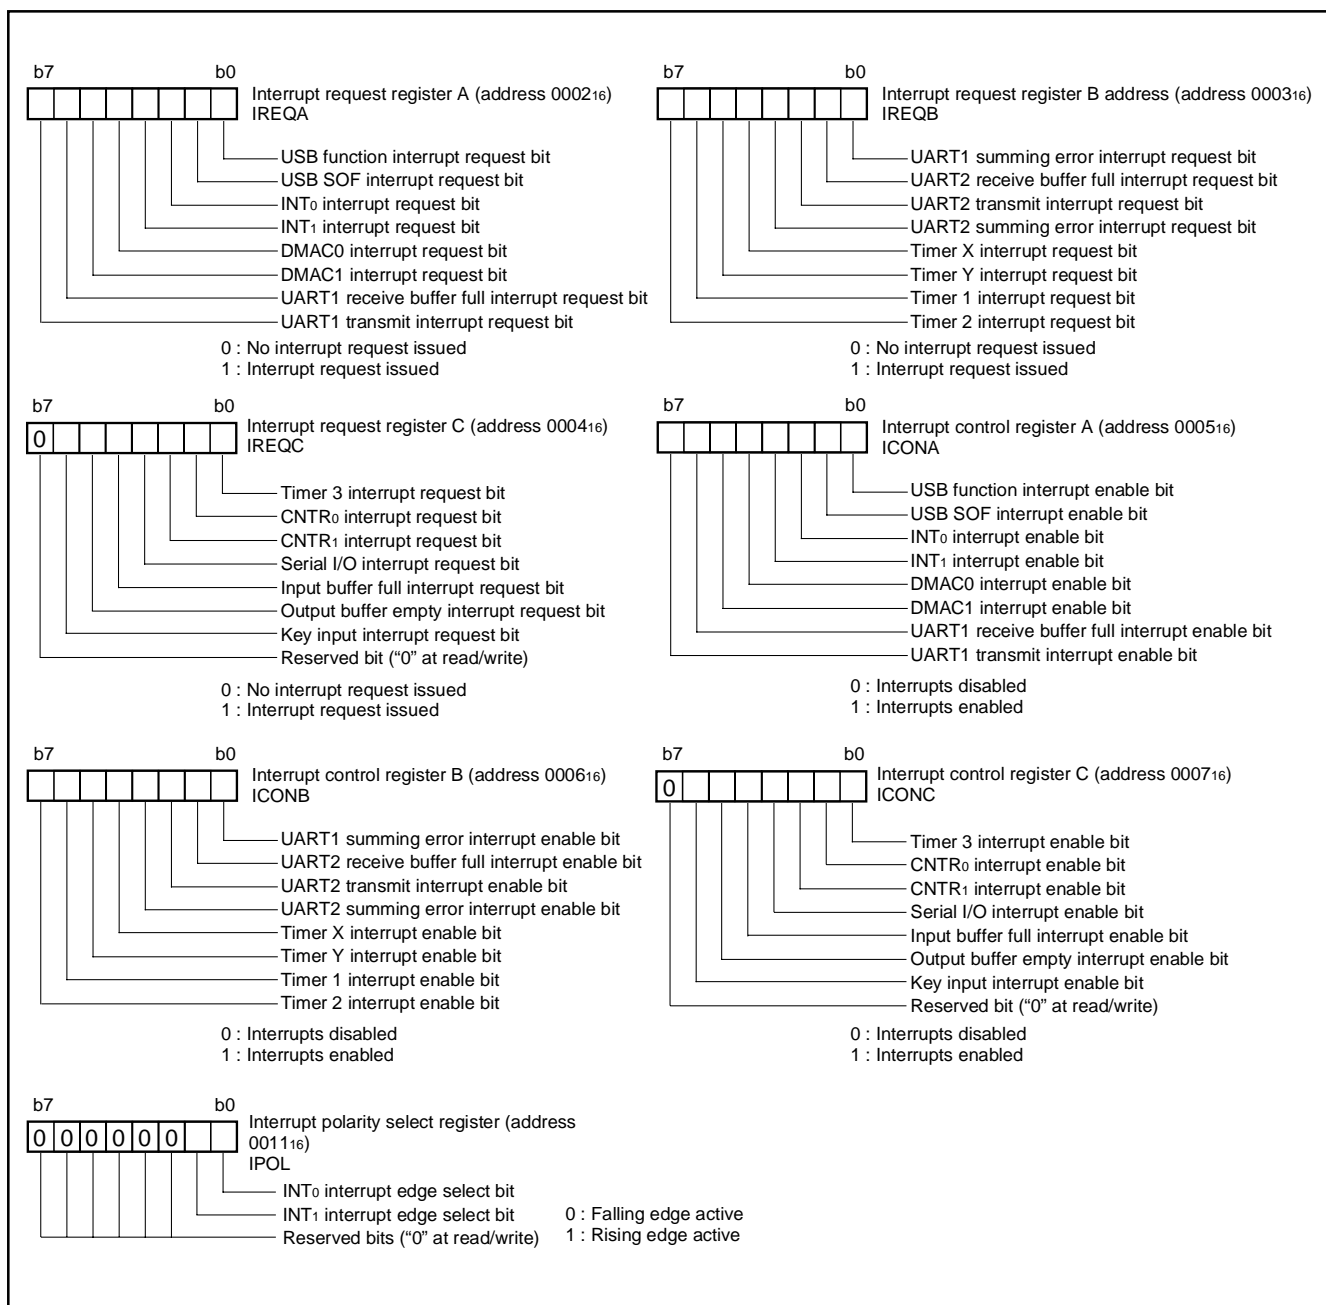 b7 b0
Interrupt request register A (address 0002₁₆)
IREQA
USB function interrupt request bit
USB SOF interrupt request bit
INT₀ interrupt request bit
INT₁ interrupt request bit
DMAC0 interrupt request bit
DMAC1 interrupt request bit
UART1 receive buffer full interrupt request bit
UART1 transmit interrupt request bit
0 : No interrupt request issued
1 : Interrupt request issued
b7 b0
Interrupt request register B address (address 0003₁₆)
IREQB
UART1 summing error interrupt request bit
UART2 receive buffer full interrupt request bit
UART2 transmit interrupt request bit
UART2 summing error interrupt request bit
Timer X interrupt request bit
Timer Y interrupt request bit
Timer 1 interrupt request bit
Timer 2 interrupt request bit
0 : No interrupt request issued
1 : Interrupt request issued
b7 b0
0
Interrupt request register C (address 0004₁₆)
IREQC
Timer 3 interrupt request bit
CNTR₀ interrupt request bit
CNTR₁ interrupt request bit
Serial I/O interrupt request bit
Input buffer full interrupt request bit
Output buffer empty interrupt request bit
Key input interrupt request bit
Reserved bit (“0” at read/write)
0 : No interrupt request issued
1 : Interrupt request issued
b7 b0
Interrupt control register A (address 0005₁₆)
ICONA
USB function interrupt enable bit
USB SOF interrupt enable bit
INT₀ interrupt enable bit
INT₁ interrupt enable bit
DMAC0 interrupt enable bit
DMAC1 interrupt enable bit
UART1 receive buffer full interrupt enable bit
UART1 transmit interrupt enable bit
0 : Interrupts disabled
1 : Interrupts enabled
b7 b0
Interrupt control register B (address 0006₁₆)
ICONB
UART1 summing error interrupt enable bit
UART2 receive buffer full interrupt enable bit
UART2 transmit interrupt enable bit
UART2 summing error interrupt enable bit
Timer X interrupt enable bit
Timer Y interrupt enable bit
Timer 1 interrupt enable bit
Timer 2 interrupt enable bit
0 : Interrupts disabled
1 : Interrupts enabled
b7 b0
0
Interrupt control register C (address 0007₁₆)
ICONC
Timer 3 interrupt enable bit
CNTR₀ interrupt enable bit
CNTR₁ interrupt enable bit
Serial I/O interrupt enable bit
Input buffer full interrupt enable bit
Output buffer empty interrupt enable bit
Key input interrupt enable bit
Reserved bit (“0” at read/write)
0 : Interrupts disabled
1 : Interrupts enabled
b7 b0
0 0 0 0 0 0
Interrupt polarity select register (address
0011₁₆)
IPOL
INT₀ interrupt edge select bit
INT₁ interrupt edge select bit
Reserved bits (“0” at read/write)
0 : Falling edge active
1 : Rising edge active